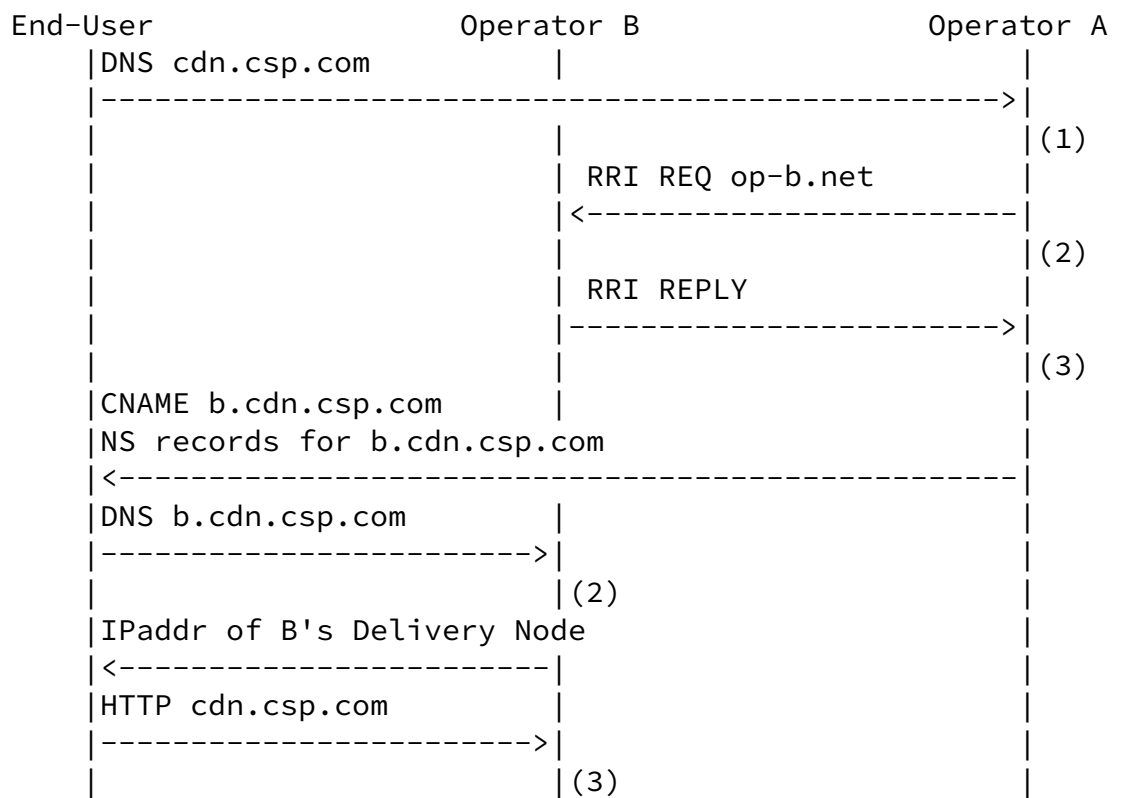 End-User Operator B Operator A
|DNS cdn.csp.com | |
|-------------------------------------------------->|
| | |(1)
| | RRI REQ op-b.net |
| |<------------------------|
| | |(2)
| | RRI REPLY |
| |------------------------>|
| | |(3)
|CNAME b.cdn.csp.com | |
|NS records for b.cdn.csp.com |
|<--------------------------------------------------|
|DNS b.cdn.csp.com | |
|------------------------>| |
| |(2) |
|IPaddr of B's Delivery Node |
|<------------------------| |
|HTTP cdn.csp.com | |
|------------------------>| |
| |(3) |